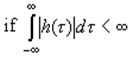 if ∫_{-∞}^{∞}|h(τ)|dτ < ∞